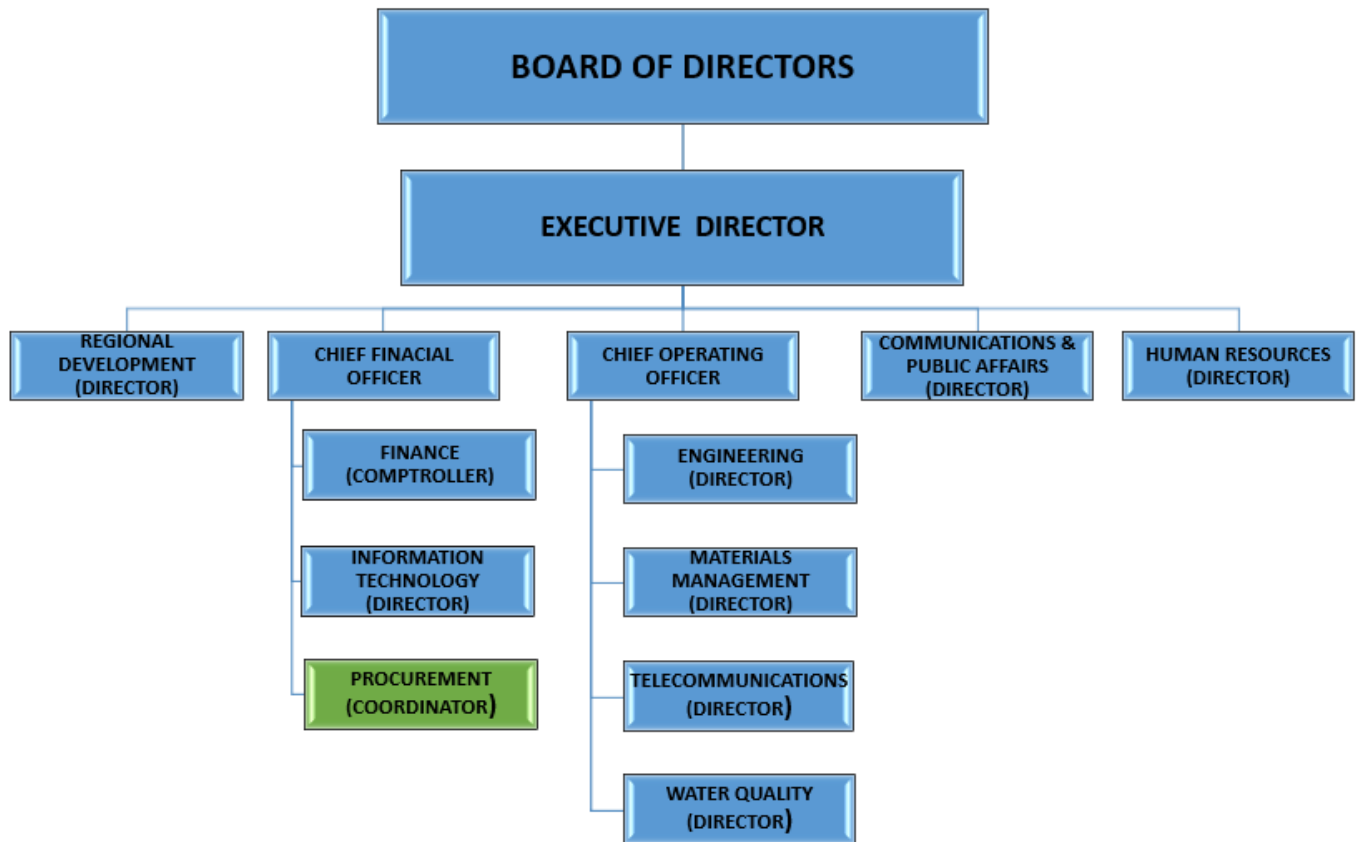 BOARD OF DIRECTORS
EXECUTIVE DIRECTOR
REGIONAL
DEVELOPMENT
(DIRECTOR)
CHIEF FINACIAL
OFFICER
CHIEF OPERATING
OFFICER
COMMUNICATIONS &
PUBLIC AFFAIRS
(DIRECTOR)
HUMAN RESOURCES
(DIRECTOR)
FINANCE
(COMPTROLLER)
INFORMATION
TECHNOLOGY
(DIRECTOR)
PROCUREMENT
(COORDINATOR)
ENGINEERING
(DIRECTOR)
MATERIALS
MANAGEMENT
(DIRECTOR)
TELECOMMUNICATIONS
(DIRECTOR)
WATER QUALITY
(DIRECTOR)